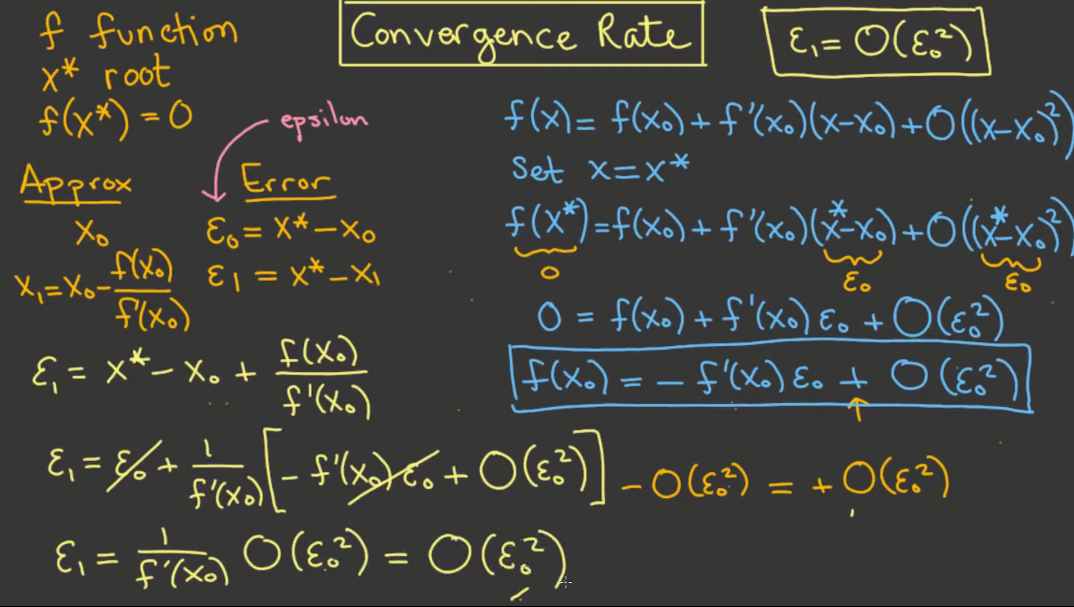 Convergence Rate
ε₁ = O(ε₀²)
f function
x* root
f(x*) = 0
epsilon
Approx
Error
x₀
ε₀ = x* − x₀
x₁ = x₀ − f(x₀)/f'(x₀)
ε₁ = x* − x₁
ε₁ = x* − x₀ + f(x₀)/f'(x₀)
f(x) = f(x₀) + f'(x₀)(x−x₀) + O((x−x₀)²)
Set x = x*
f(x*) = f(x₀) + f'(x₀)(x*−x₀) + O((x*−x₀)²)
0 ε₀ ε₀
0 = f(x₀) + f'(x₀) ε₀ + O(ε₀²)
f(x₀) = − f'(x₀) ε₀ + O(ε₀²)
ε₁ = ε₀ + 1/f'(x₀) [− f'(x₀) ε₀ + O(ε₀²)]
− O(ε₀²) = + O(ε₀²)
ε₁ = 1/f'(x₀) O(ε₀²) = O(ε₀²)